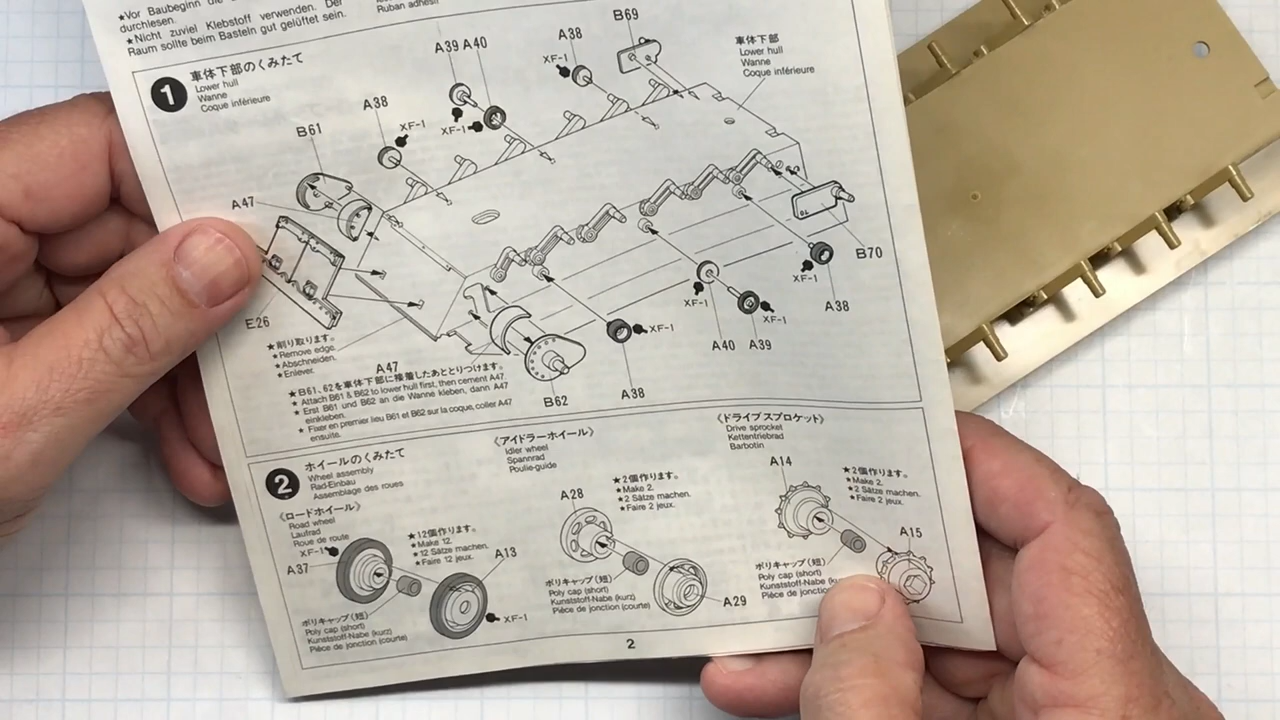 ★Vor Baubeginn die
durchlesen.
★Nicht zuviel Klebstoff verwenden. Der
Raum sollte beim Basteln gut gelüftet sein.
Ruban adhésif
1
車体下部のくみたて
Lower hull
Wanne
Coque inférieure
B69
A39 A40
A38
XF-1
車体下部
Lower hull
Wanne
Coque inférieure
A38
XF-1
XF-1
B61
A47
E26
B70
XF-1
A38
XF-1
XF-1
A40 A39
XF-1
A38
B62
A47
★削り取ります。
★Remove edge.
★Abschneiden.
★Enlever.
★B61、62を車体下部に接着したあととりつけます。
★Attach B61 & B62 to lower hull first, then cement A47.
★Erst B61 und B62 an die Wanne kleben, dann A47
einkleben.
★Fixer en premier lieu B61 et B62 sur la coque, coller A47
ensuite.
2
ホイールのくみたて
Wheel assembly
Rad-Einbau
Assemblage des roues
《ロードホイール》
Road wheel
Laufrad
Roue de route
XF-1
A37
★12個作ります。
★Make 12.
★12 Sätze machen.
★Faire 12 jeux.
A13
XF-1
ポリキャップ(短)
Poly cap (short)
Kunststoff-Nabe (kurz)
Pièce de jonction (courte)
《アイドラーホイール》
Idler wheel
Spannrad
Poulie-guide
A28
★2個作ります。
★Make 2.
★2 Sätze machen.
★Faire 2 jeux.
ポリキャップ(短)
Poly cap (short)
Kunststoff-Nabe (kurz)
Pièce de jonction (courte)
A29
《ドライブスプロケット》
Drive sprocket
Kettentriebrad
Barbotin
A14
★2個作ります。
★Make 2.
★2 Sätze machen.
★Faire 2 jeux.
A15
ポリキャップ(短)
Poly cap (short)
Kunststoff-Nabe (ku
Pièce de jonctio
2